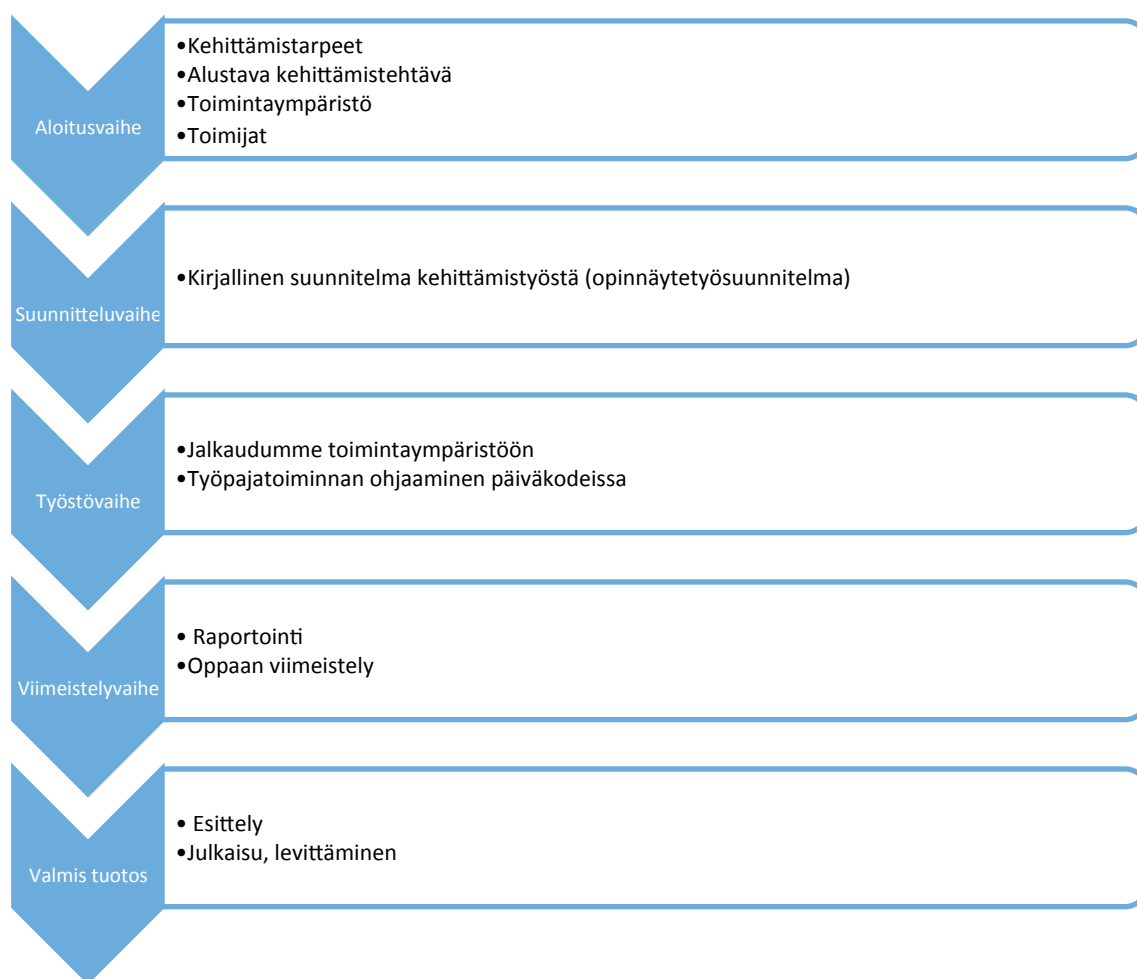 Aloitusvaihe
•Kehittämistarpeet
•Alustava kehittämistehtävä
•Toimintaympäristö
•Toimijat
Suunnitteluvaihe
•Kirjallinen suunnitelma kehittämistyöstä (opinnäytetyösuunnitelma)
Työstövaihe
•Jalkaudumme toimintaympäristöön
•Työpajatoiminnan ohjaaminen päiväkodeissa
Viimeistelyvaihe
• Raportointi
•Oppaan viimeistely
Valmis tuotos
• Esittely
•Julkaisu, levittäminen